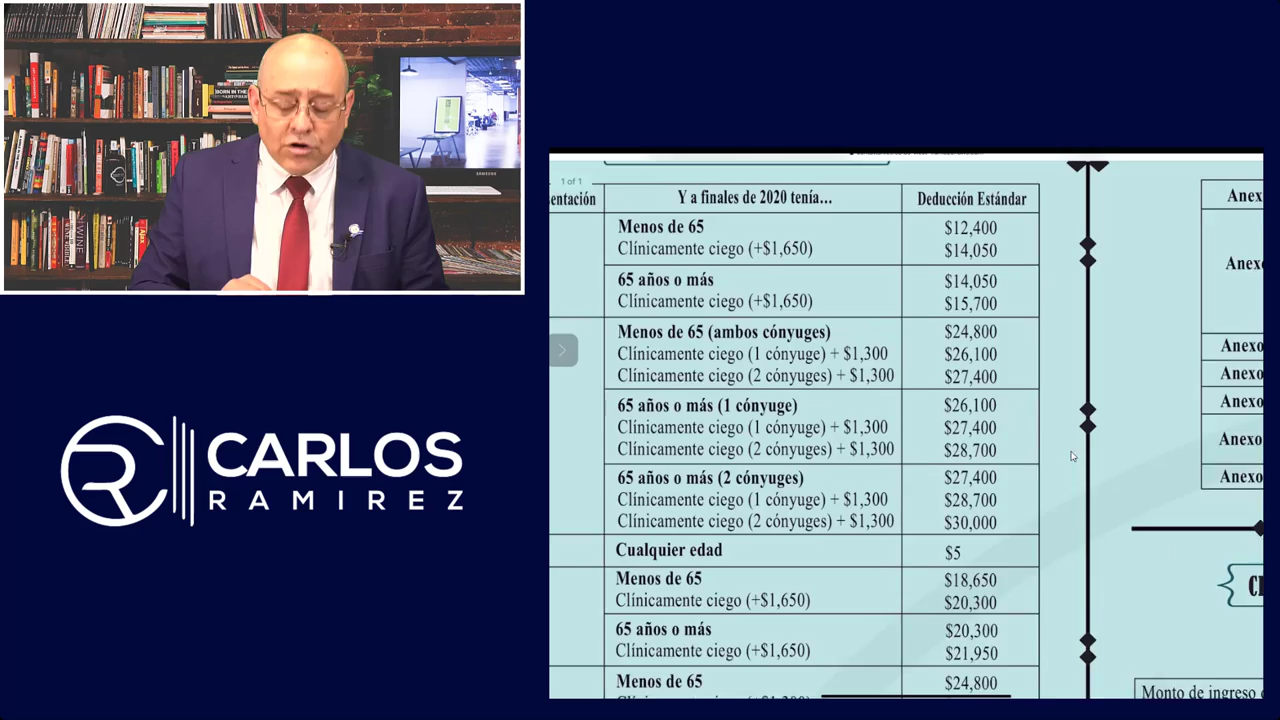 BORN IN THE
SAMSUNG
CARLOS
RAMIREZ
1 of 1
entación
Y a finales de 2020 tenía...
Deducción Estándar
Menos de 65
$12,400
Clínicamente ciego (+$1,650)
$14,050
65 años o más
$14,050
Clínicamente ciego (+$1,650)
$15,700
Menos de 65 (ambos cónyuges)
$24,800
Clínicamente ciego (1 cónyuge) + $1,300
$26,100
Clínicamente ciego (2 cónyuges) + $1,300
$27,400
65 años o más (1 cónyuge)
$26,100
Clínicamente ciego (1 cónyuge) + $1,300
$27,400
Clínicamente ciego (2 cónyuges) + $1,300
$28,700
65 años o más (2 cónyuges)
$27,400
Clínicamente ciego (1 cónyuge) + $1,300
$28,700
Clínicamente ciego (2 cónyuges) + $1,300
$30,000
Cualquier edad
$5
Menos de 65
$18,650
Clínicamente ciego (+$1,650)
$20,300
65 años o más
$20,300
Clínicamente ciego (+$1,650)
$21,950
Menos de 65
$24,800
Anex
Anex
Anexo
Anexo
Anexo
Anexo
Anexo
Monto de ingreso